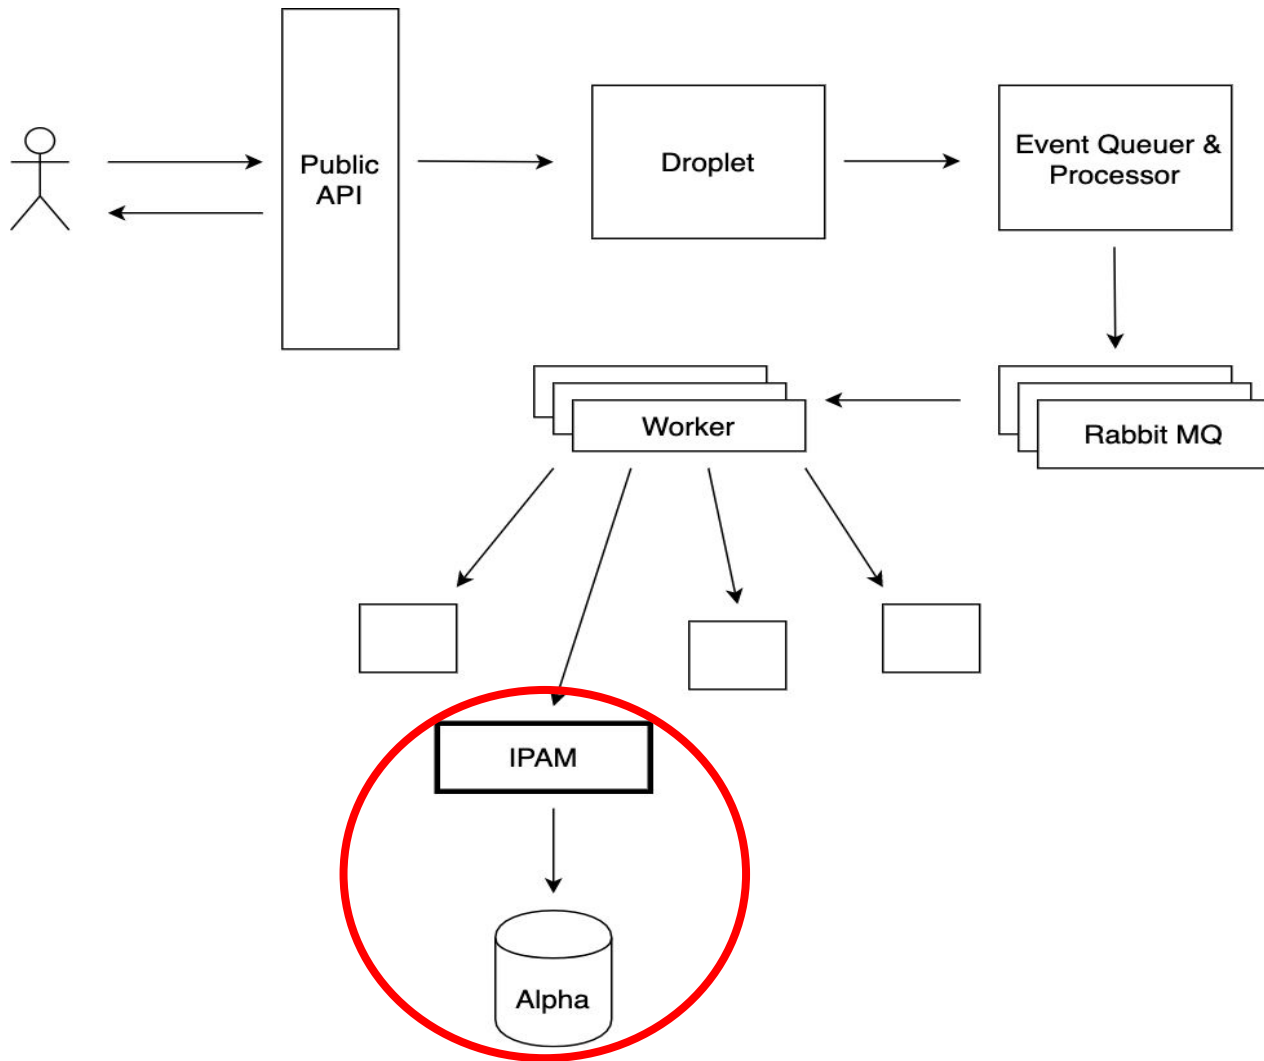 Public
API
Droplet
Event Queuer &
Processor
Worker
Rabbit MQ
IPAM
Alpha